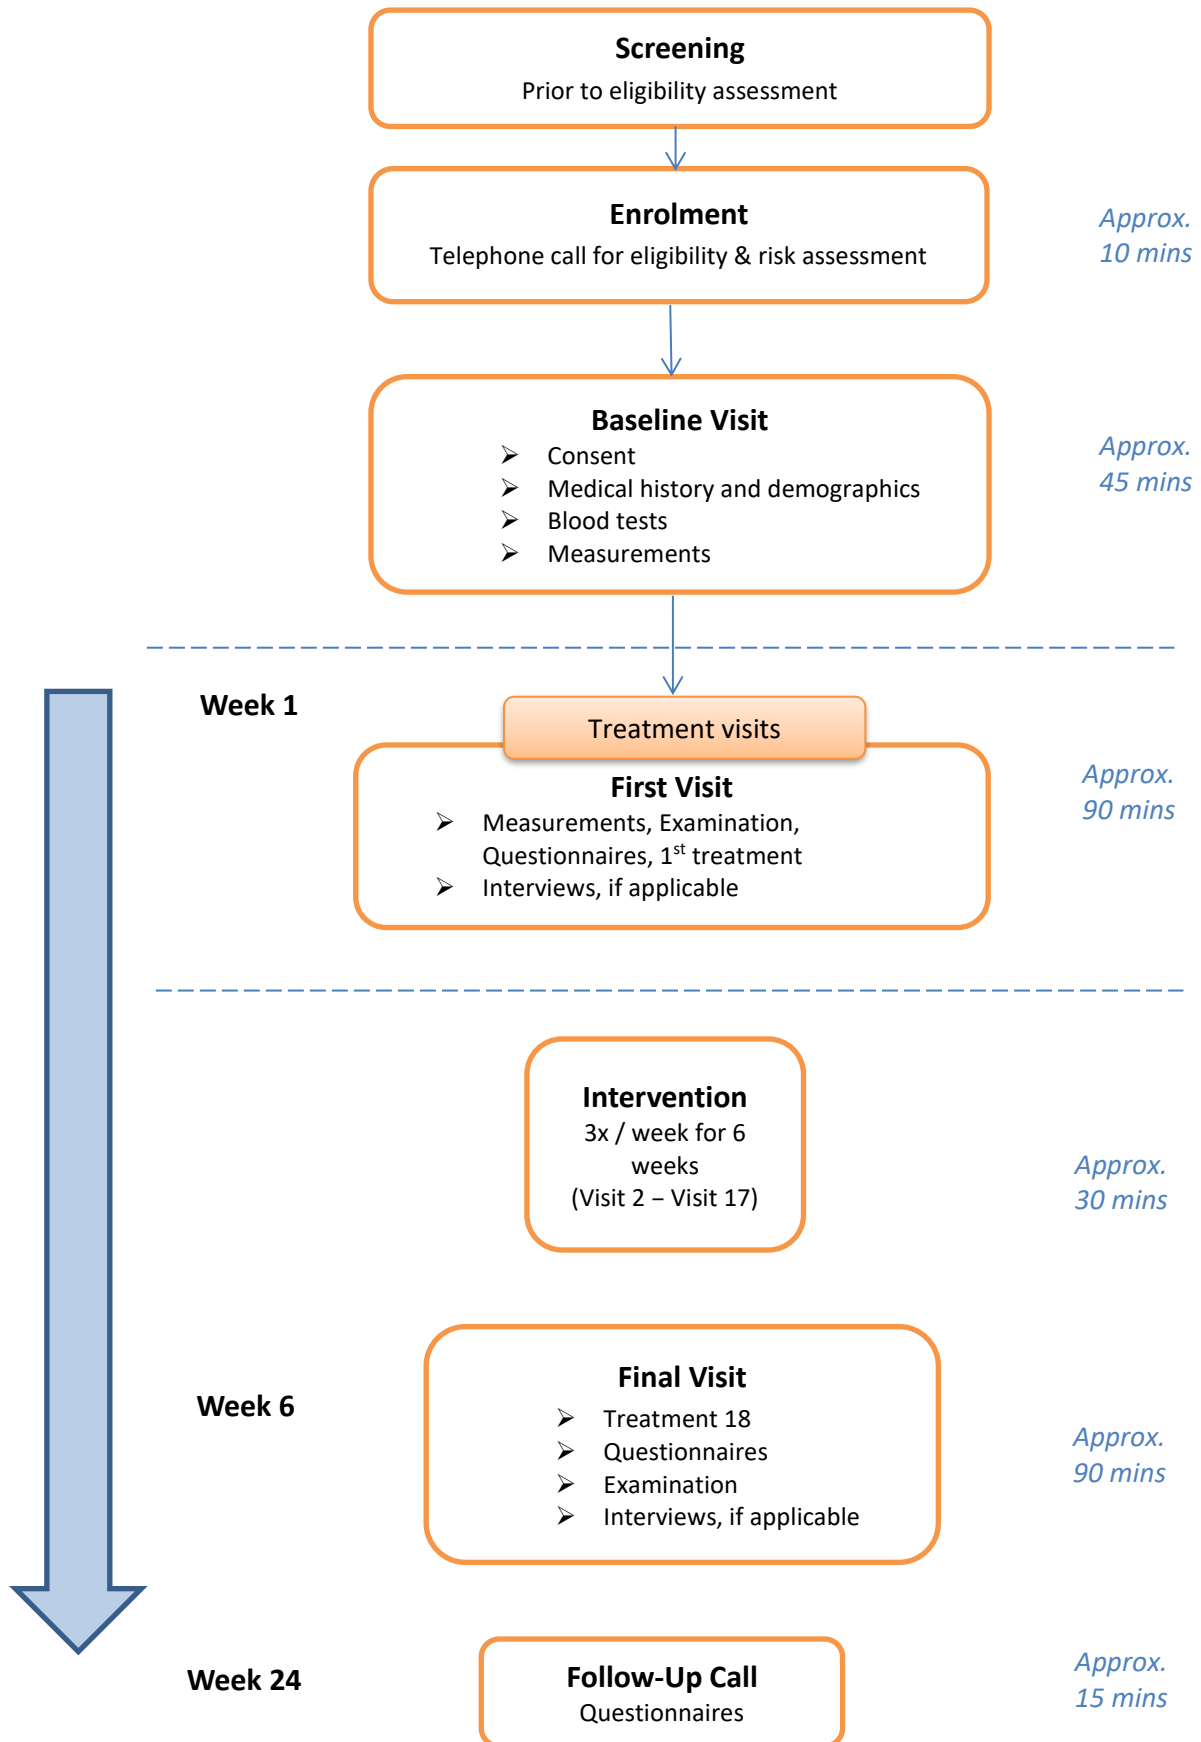 Screening
Prior to eligibility assessment
Enrolment
Telephone call for eligibility & risk assessment
Approx.
10 mins
Baseline Visit
➢ Consent
➢ Medical history and demographics
➢ Blood tests
➢ Measurements
Approx.
45 mins
Week 1
Treatment visits
First Visit
➢ Measurements, Examination,
Questionnaires, 1st treatment
➢ Interviews, if applicable
Approx.
90 mins
Intervention
3x / week for 6
weeks
(Visit 2 – Visit 17)
Approx.
30 mins
Week 6
Final Visit
➢ Treatment 18
➢ Questionnaires
➢ Examination
➢ Interviews, if applicable
Approx.
90 mins
Week 24
Follow-Up Call
Questionnaires
Approx.
15 mins